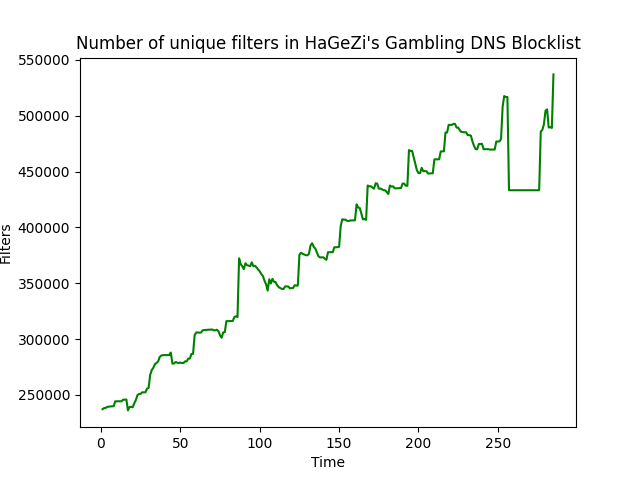 Number of unique filters in HaGeZi's Gambling DNS Blocklist
550000
500000
450000
400000
350000
300000
250000
Filters
0 50 100 150 200 250
Time